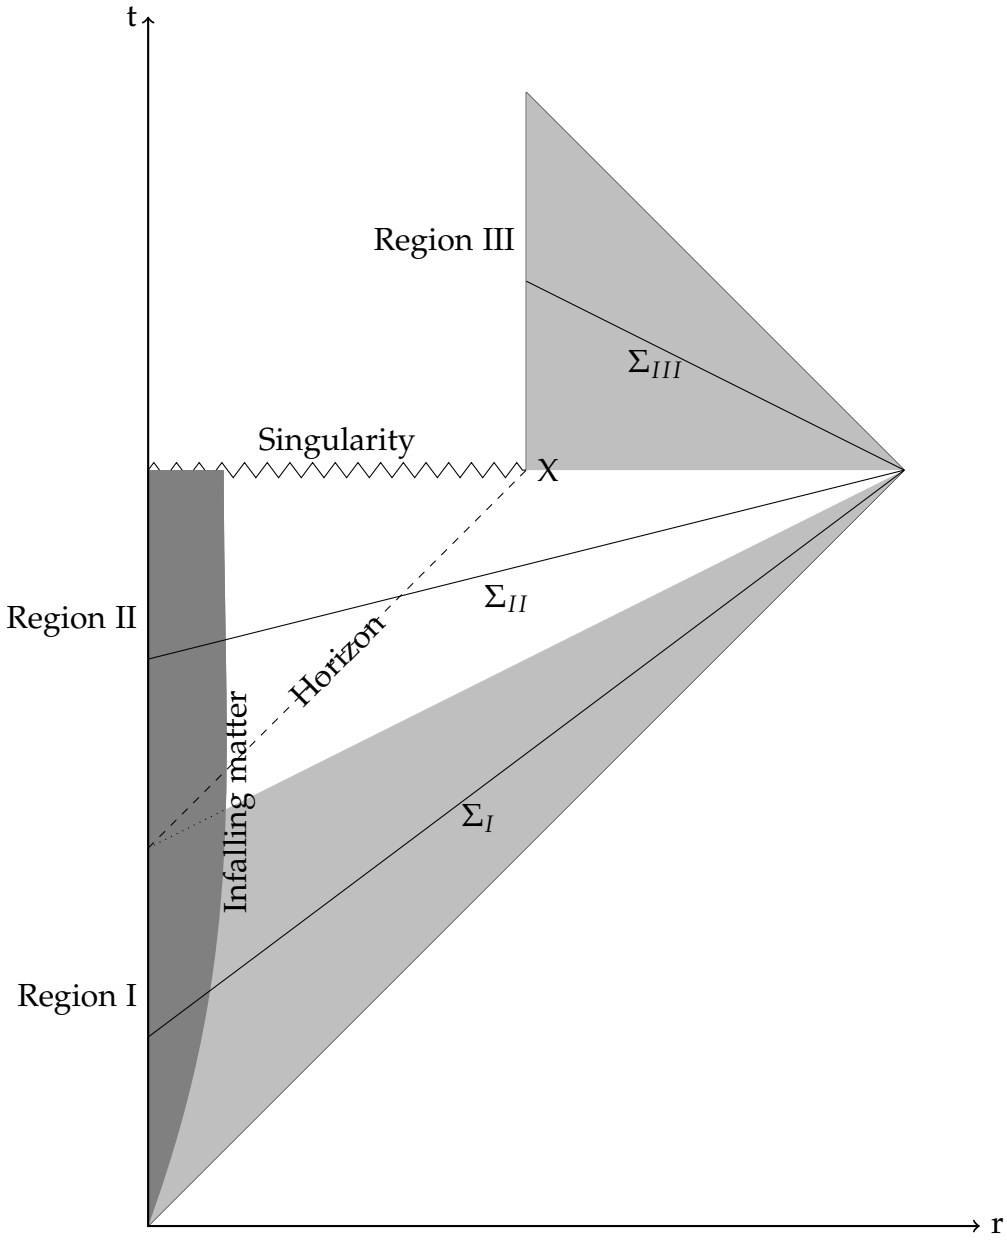 t
Region III
Σ_{III}
Singularity
X
Σ_{II}
Region II
Horizon
Infalling matter
Σ_I
Region I
r